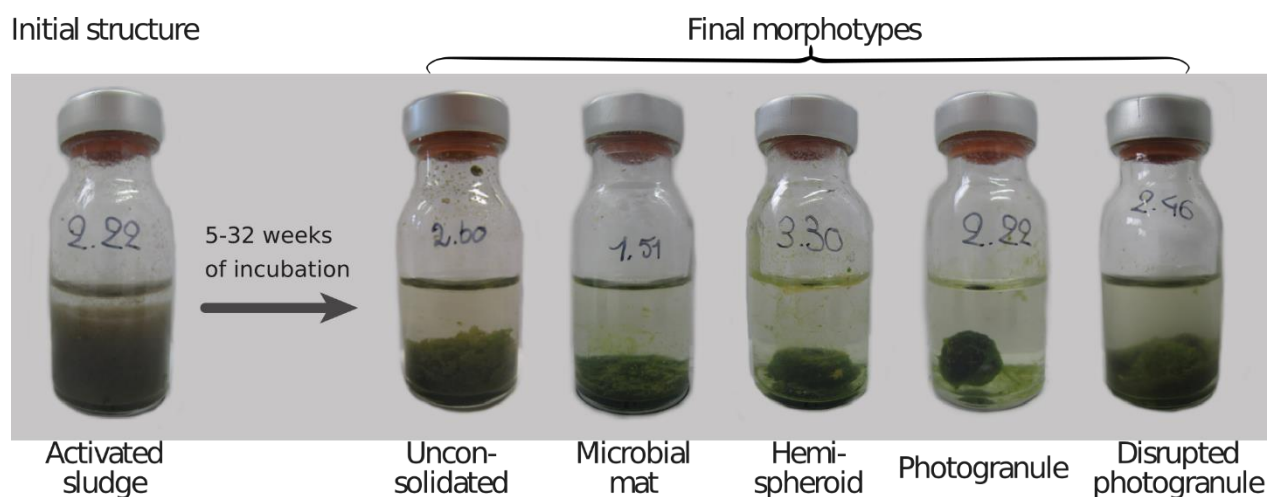 Initial structure
Final morphotypes
5-32 weeks
of incubation
2.22
2.60
1.51
3.30
2.22
2.46
Activated
sludge
Uncon-
solidated
Microbial
mat
Hemi-
spheroid
Photogranule
Disrupted
photogranule